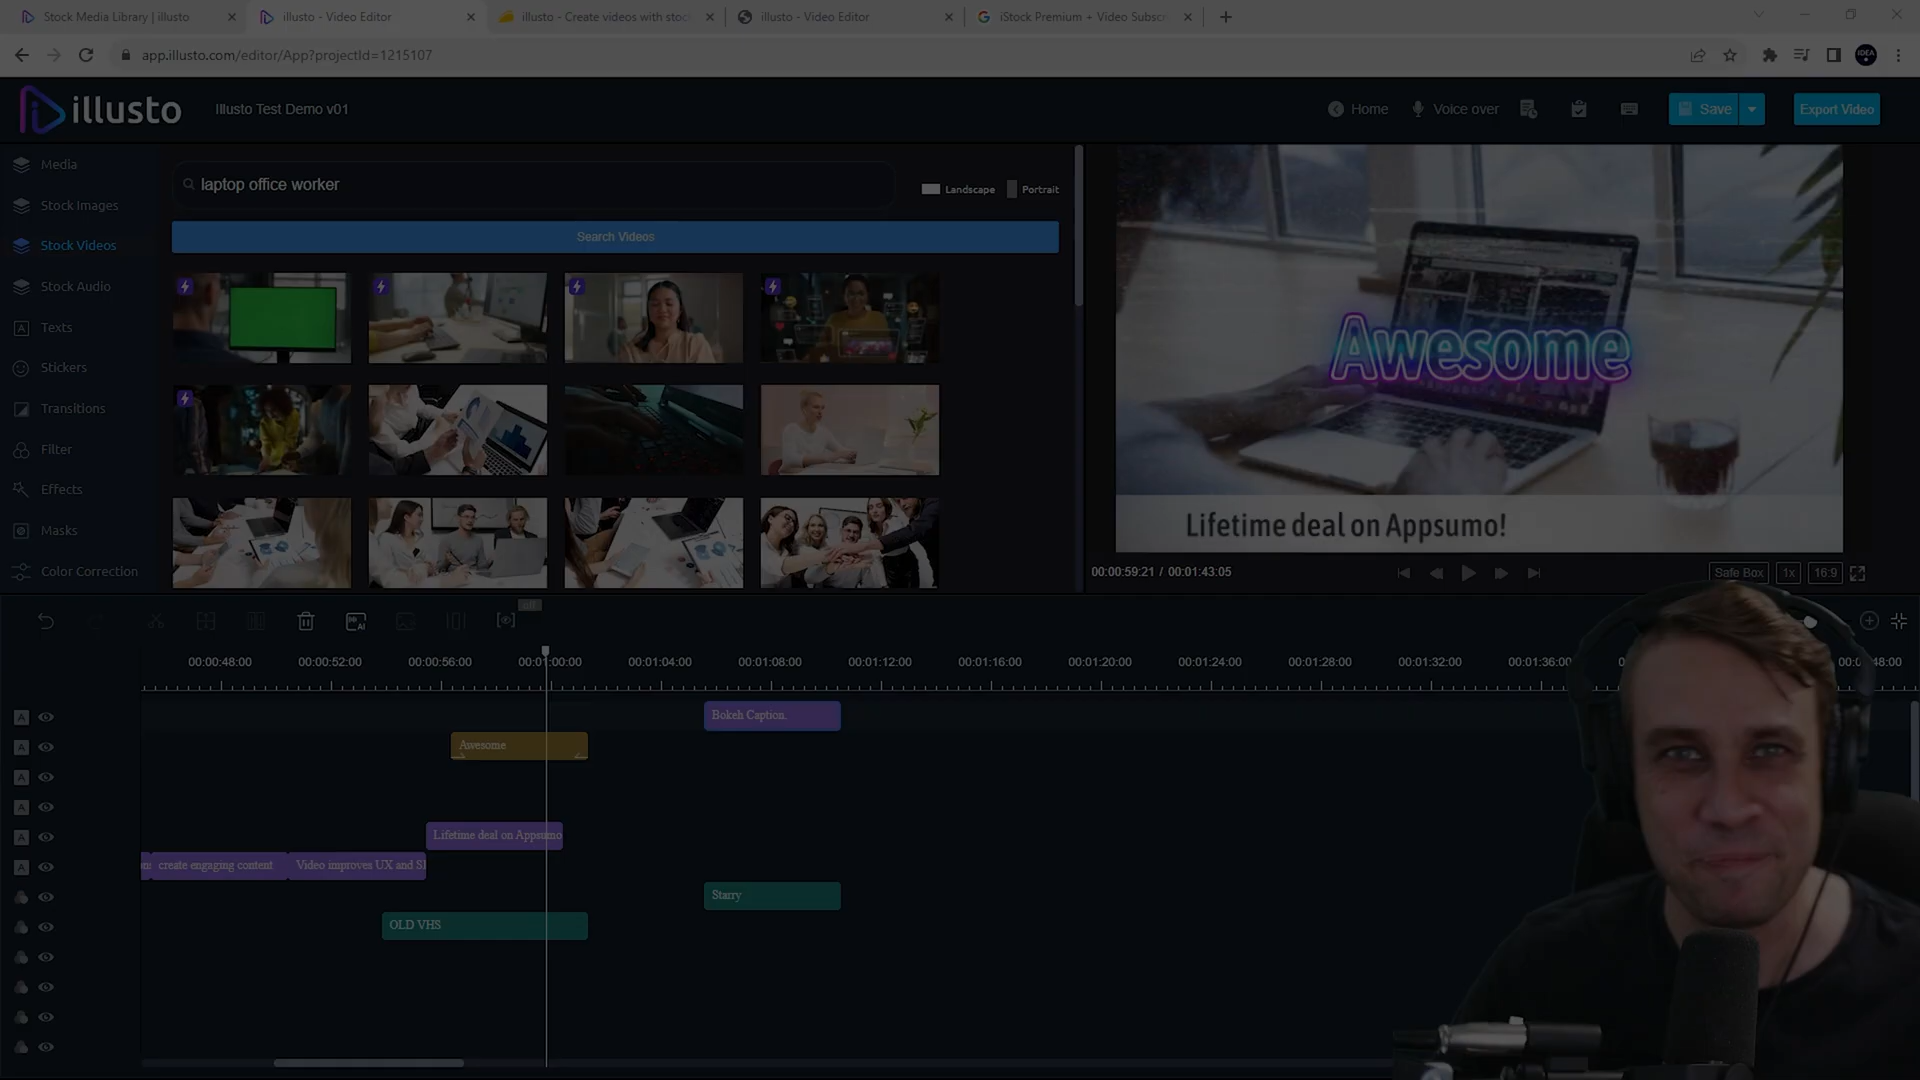 Stock Media Library | illusto
illusto - Video Editor
illusto - Create videos with stoc
illusto - Video Editor
iStock Premium + Video Subscr
app.illusto.com/editor/App?projectId=1215107
IDEA
illusto
Illusto Test Demo v01
Home
Voice over
Save
Export Video
Media
Stock Images
Stock Videos
Stock Audio
Texts
Stickers
Transitions
Filter
Effects
Masks
Color Correction
laptop office worker
Landscape
Portrait
Search Videos
Awesome
Lifetime deal on Appsumo!
00:00:59:21 / 00:01:43:05
Safe Box
1x
16:9
AI
off
00:00:48:00
00:00:52:00
00:00:56:00
00:01:00:00
00:01:04:00
00:01:08:00
00:01:12:00
00:01:16:00
00:01:20:00
00:01:24:00
00:01:28:00
00:01:32:00
00:01:36:00
48:00
A
Bokeh Caption.
A
Awesome
A
A
A
Lifetime deal on Appsumo
A
create engaging content
Video improves UX and SE
Starry
OLD VHS